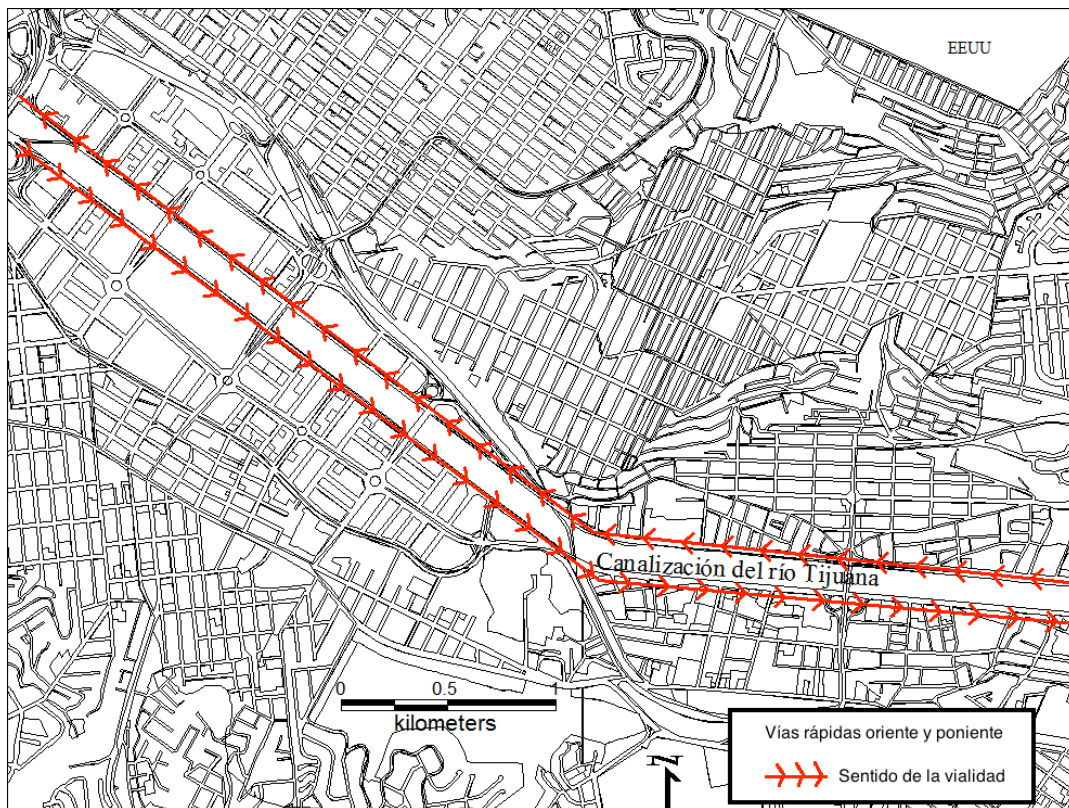 EEUU
Canalización del río Tijuana
0 0.5 1
kilometers
N
Vías rápidas oriente y poniente
Sentido de la vialidad